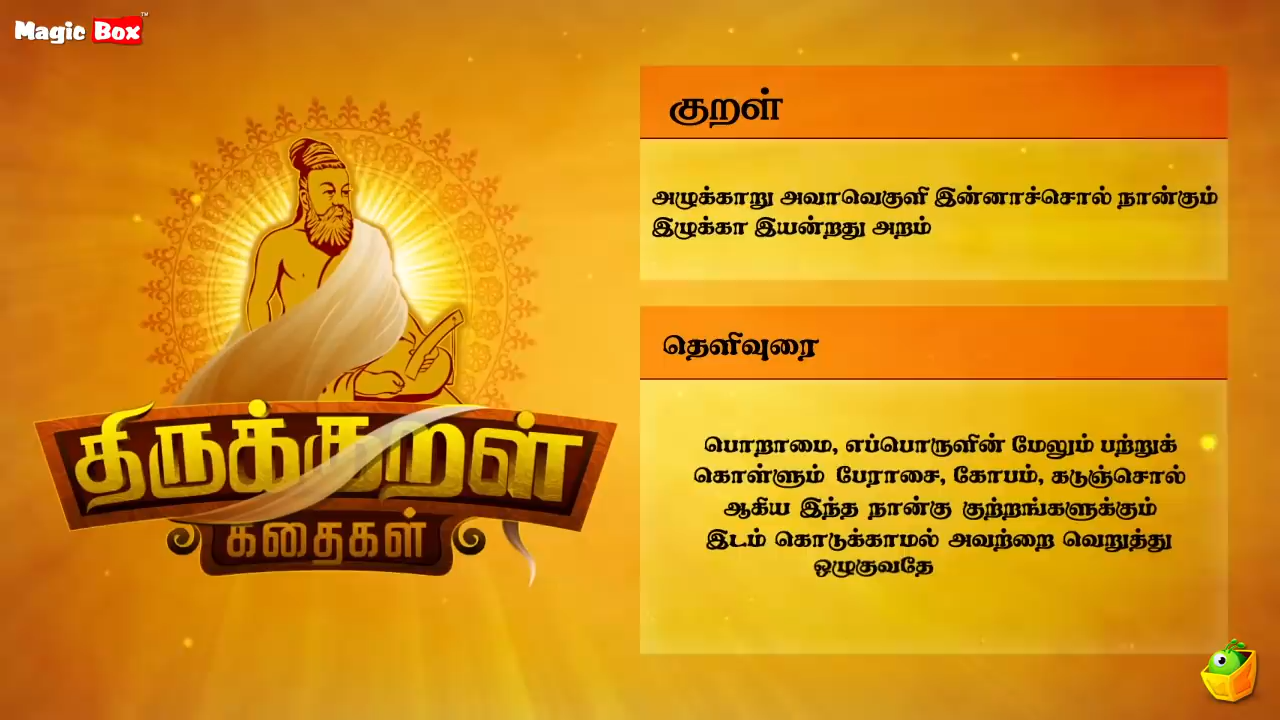 Magic Box™
திருக்குறள்
கதைகள்
குறள்
அழுக்காறு அவாவெகுளி இன்னாச்சொல் நான்கும்
இழுக்கா இயன்றது அறம்
தெளிவுரை
பொறாமை, எப்பொருளின் மேலும் பற்றுக்
கொள்ளும் பேராசை, கோபம், கடுஞ்சொல்
ஆகிய இந்த நான்கு குற்றங்களுக்கும்
இடம் கொடுக்காமல் அவற்றை வெறுத்து
ஒழுகுவதே